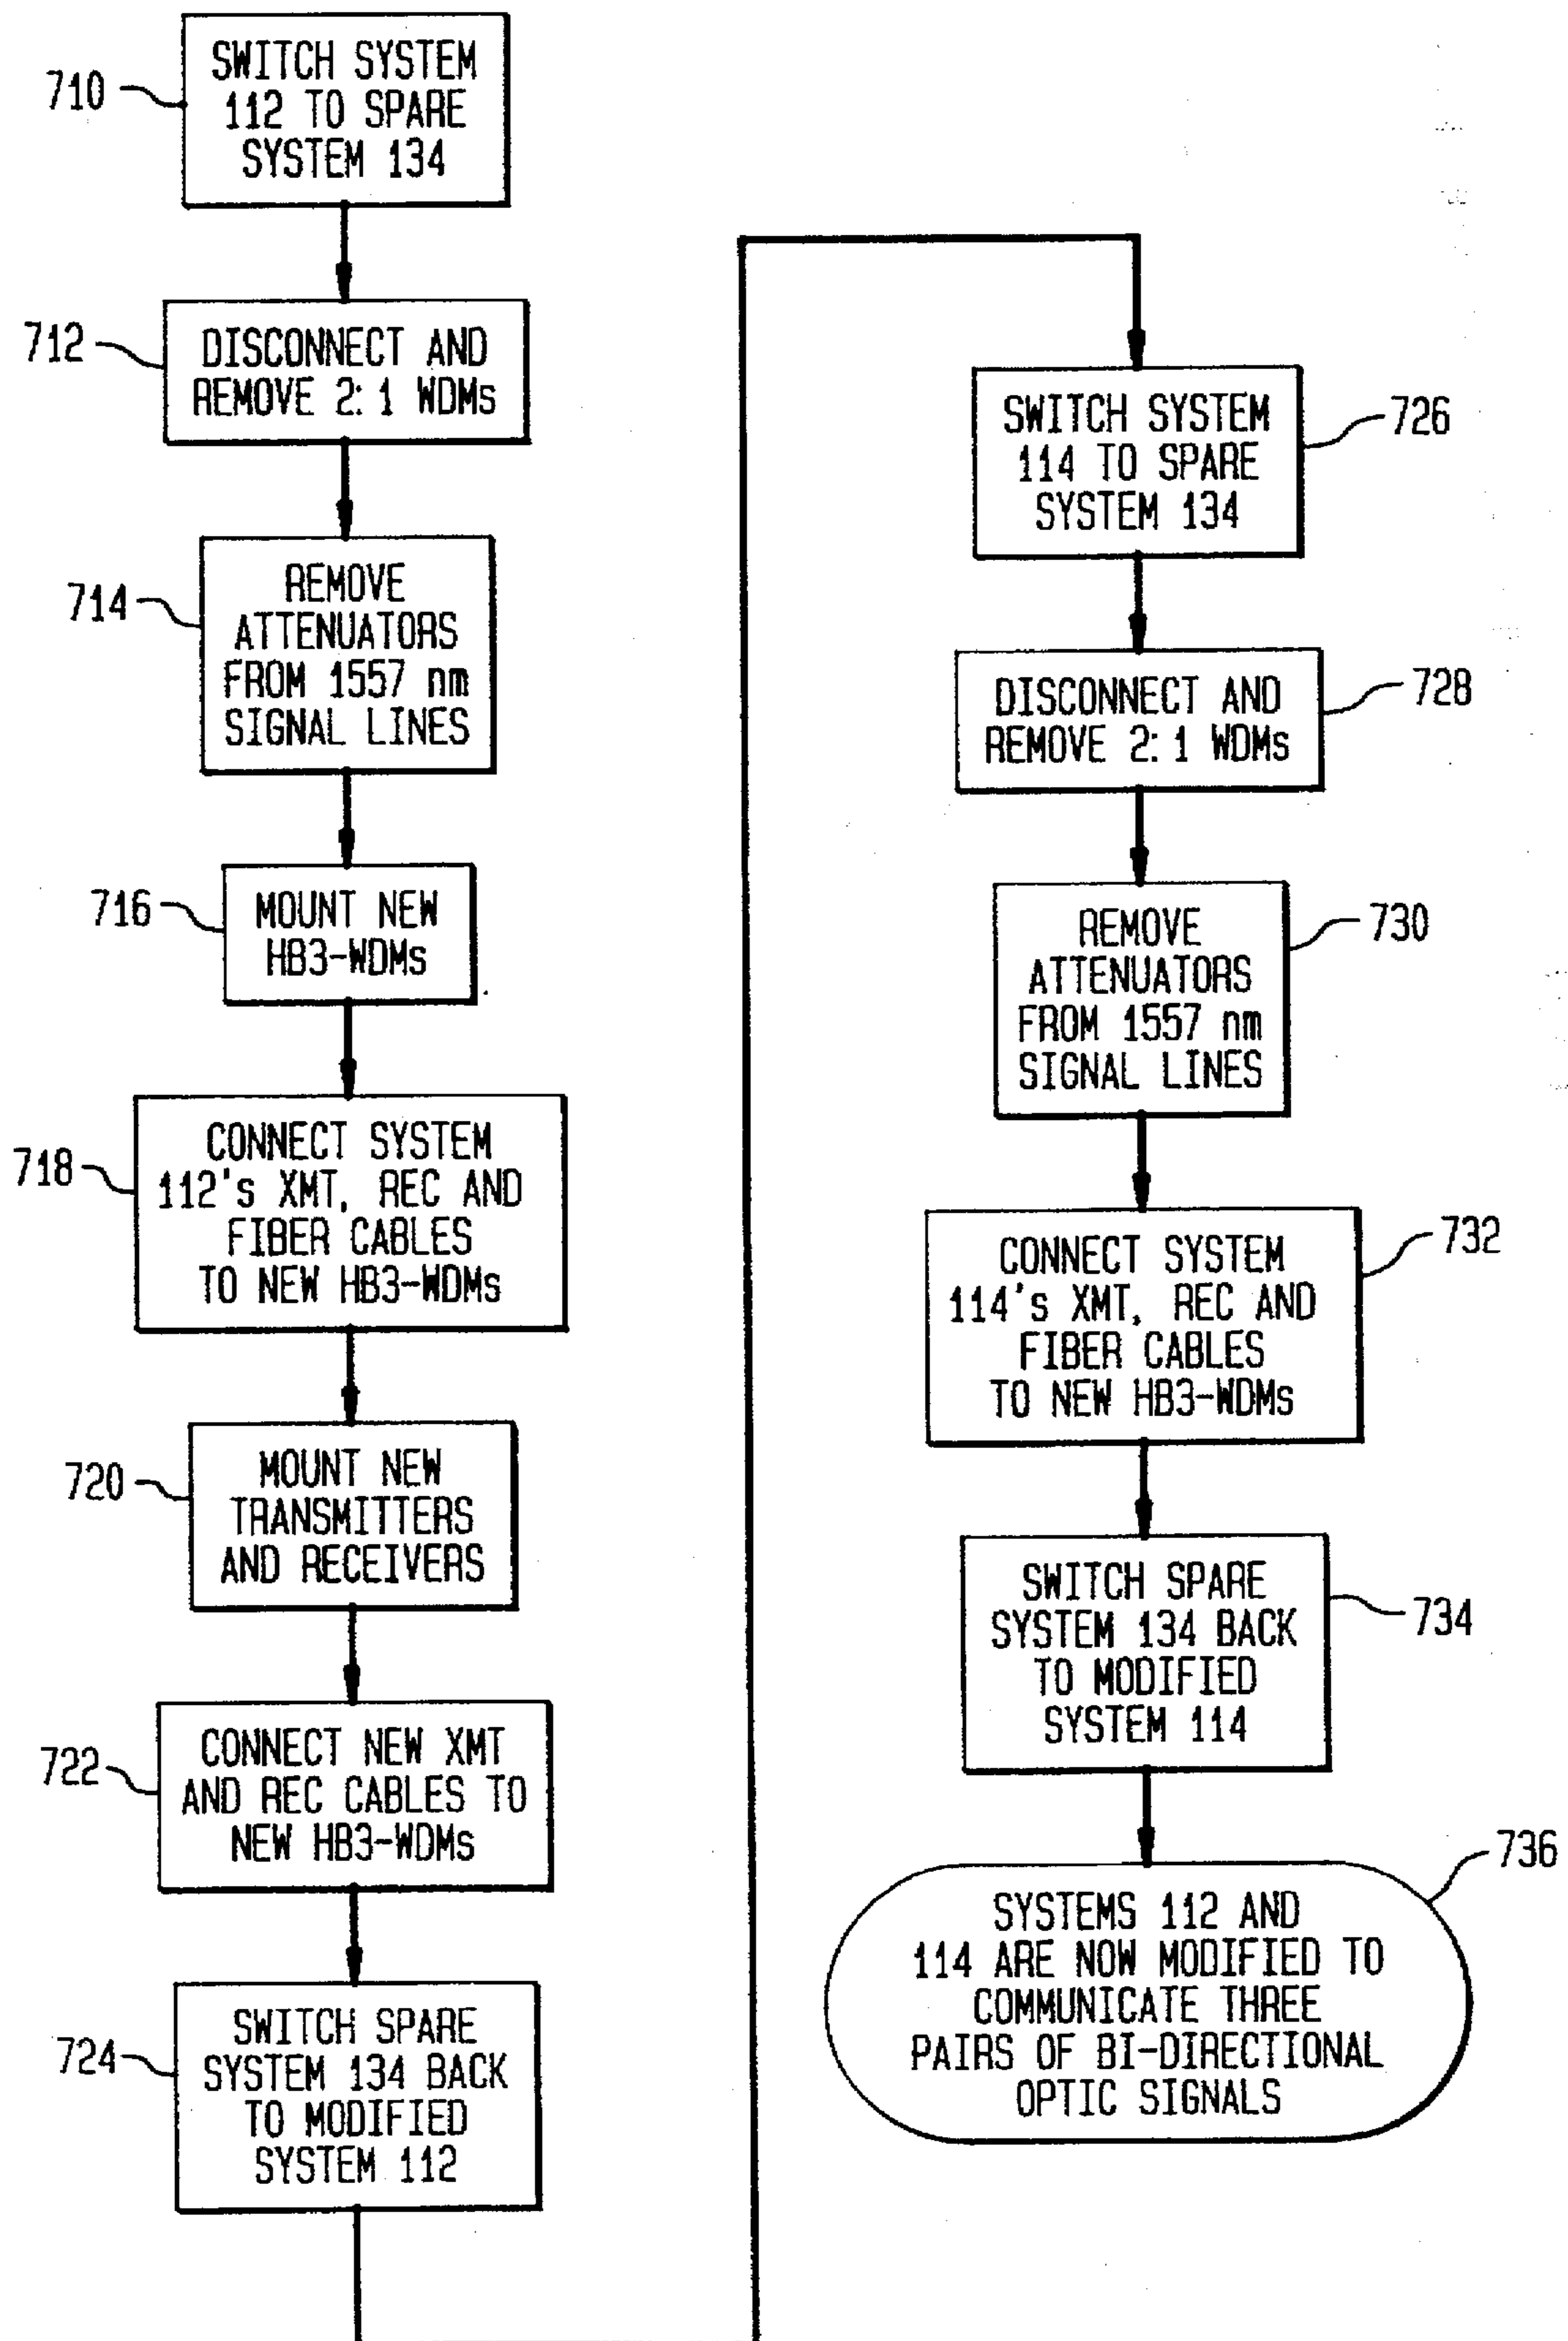 710
SWITCH SYSTEM
112 TO SPARE
SYSTEM 134
712
DISCONNECT AND
REMOVE 2:1 WDMs
714
REMOVE
ATTENUATORS
FROM 1557 nm
SIGNAL LINES
716
MOUNT NEW
HB3-WDMs
718
CONNECT SYSTEM
112's XMT, REC AND
FIBER CABLES
TO NEW HB3-WDMs
720
MOUNT NEW
TRANSMITTERS
AND RECEIVERS
722
CONNECT NEW XMT
AND REC CABLES TO
NEW HB3-WDMs
724
SWITCH SPARE
SYSTEM 134 BACK
TO MODIFIED
SYSTEM 112
726
SWITCH SYSTEM
114 TO SPARE
SYSTEM 134
728
DISCONNECT AND
REMOVE 2:1 WDMs
730
REMOVE
ATTENUATORS
FROM 1557 nm
SIGNAL LINES
732
CONNECT SYSTEM
114's XMT, REC AND
FIBER CABLES
TO NEW HB3-WDMs
734
SWITCH SPARE
SYSTEM 134 BACK
TO MODIFIED
SYSTEM 114
736
SYSTEMS 112 AND
114 ARE NOW MODIFIED TO
COMMUNICATE THREE
PAIRS OF BI-DIRECTIONAL
OPTIC SIGNALS